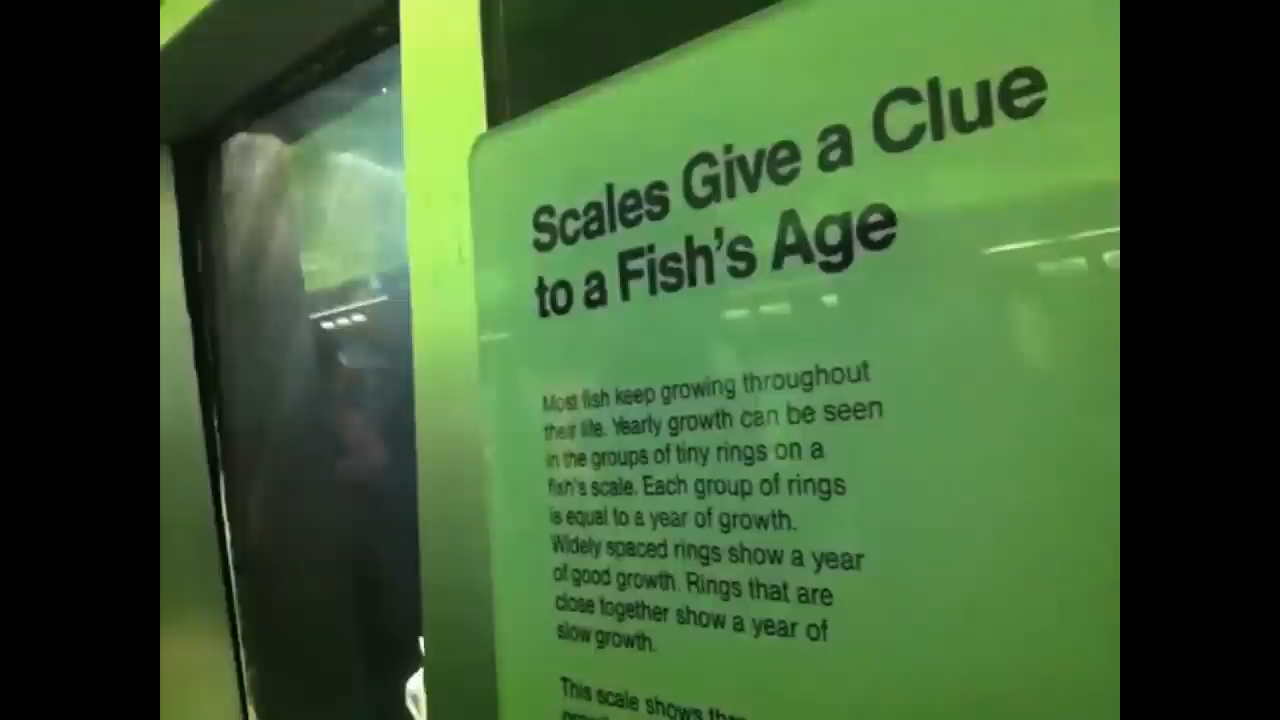 Scales Give a Clue
to a Fish's Age
Most fish keep growing throughout
their life. Yearly growth can be seen
in the groups of tiny rings on a
fish's scale. Each group of rings
is equal to a year of growth.
Widely spaced rings show a year
of good growth. Rings that are
close together show a year of
slow growth.
This scale shows